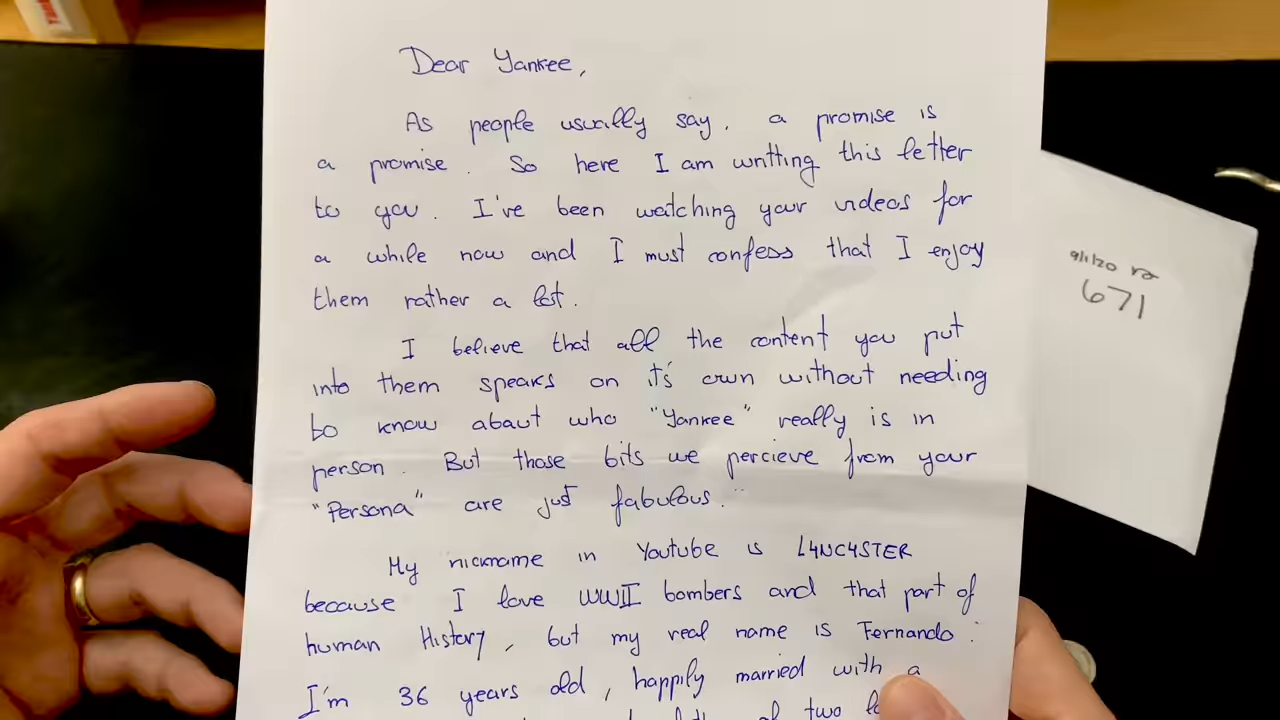 Dear Yankee,
As people usually say, a promise is
a promise. So here I am writting this letter
to you. I've been watching your videos for
a while now and I must confess that I enjoy
them rather a lot.
I believe that all the content you put
into them speaks on it's own without needing
to know about who "Yankee" really is in
person. But those bits we percieve from your
"Persona" are just fabulous.
My nickname in Youtube is L4NC4STER
because I love WWII bombers and that part of
human History, but my real name is Fernando.
I'm 36 years old, happily married with a
of two
9/1/20
671